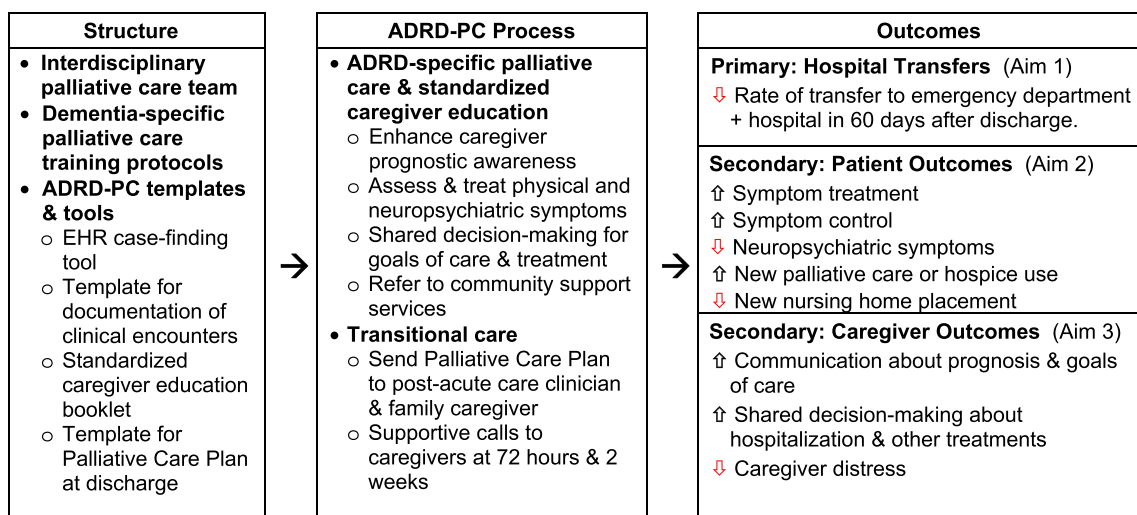 Structure
• Interdisciplinary
palliative care team
• Dementia-specific
palliative care
training protocols
• ADRD-PC templates
& tools
o EHR case-finding
tool
o Template for
documentation of
clinical encounters
o Standardized
caregiver education
booklet
o Template for
Palliative Care Plan
at discharge
→
ADRD-PC Process
• ADRD-specific palliative
care & standardized
caregiver education
o Enhance caregiver
prognostic awareness
o Assess & treat physical and
neuropsychiatric symptoms
o Shared decision-making for
goals of care & treatment
o Refer to community support
services
• Transitional care
o Send Palliative Care Plan
to post-acute care clinician
& family caregiver
o Supportive calls to
caregivers at 72 hours & 2
weeks
→
Outcomes
Primary: Hospital Transfers (Aim 1)
⇩ Rate of transfer to emergency department
+ hospital in 60 days after discharge.
Secondary: Patient Outcomes (Aim 2)
⇧ Symptom treatment
⇧ Symptom control
⇩ Neuropsychiatric symptoms
⇧ New palliative care or hospice use
⇩ New nursing home placement
Secondary: Caregiver Outcomes (Aim 3)
⇧ Communication about prognosis & goals
of care
⇧ Shared decision-making about
hospitalization & other treatments
⇩ Caregiver distress